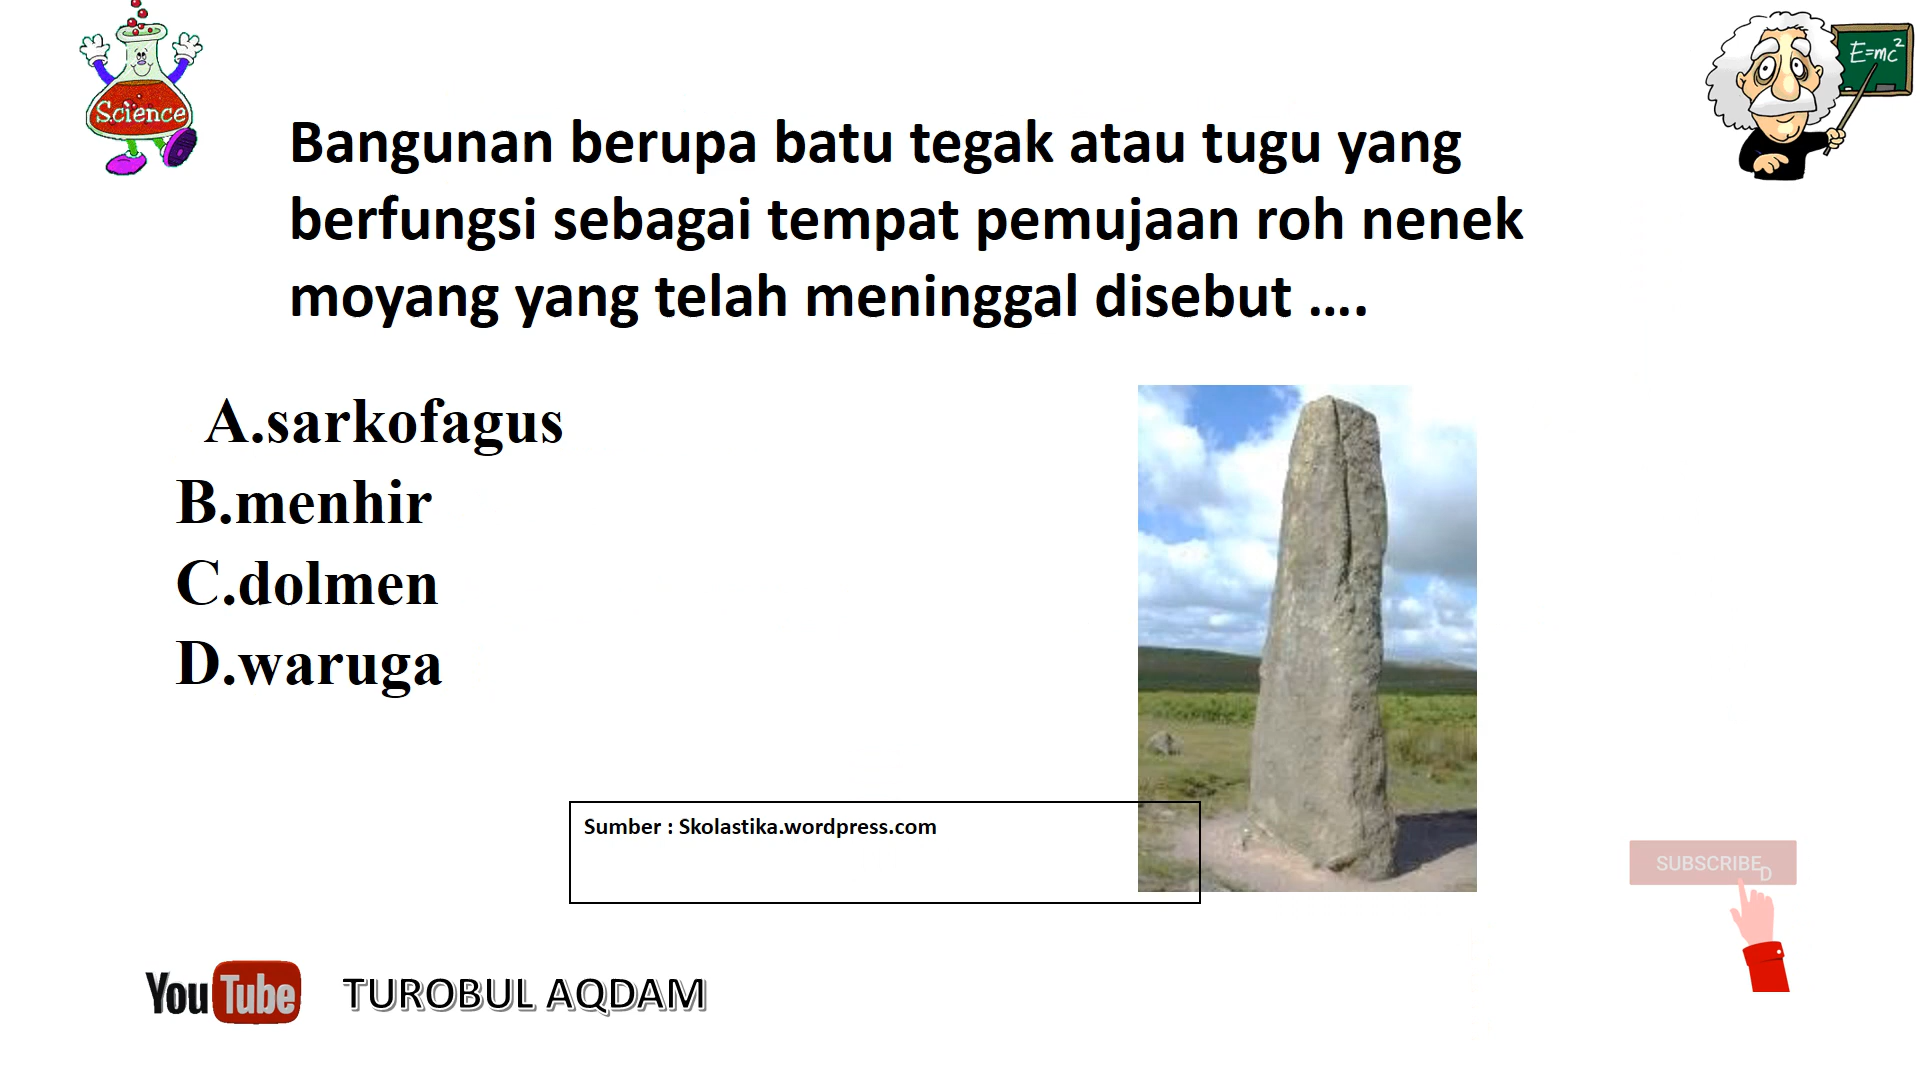 Science
E=mc²
Bangunan berupa batu tegak atau tugu yang
berfungsi sebagai tempat pemujaan roh nenek
moyang yang telah meninggal disebut ....
A.sarkofagus
B.menhir
C.dolmen
D.waruga
Sumber : Skolastika.wordpress.com
SUBSCRIBED
YouTube TUROBUL AQDAM